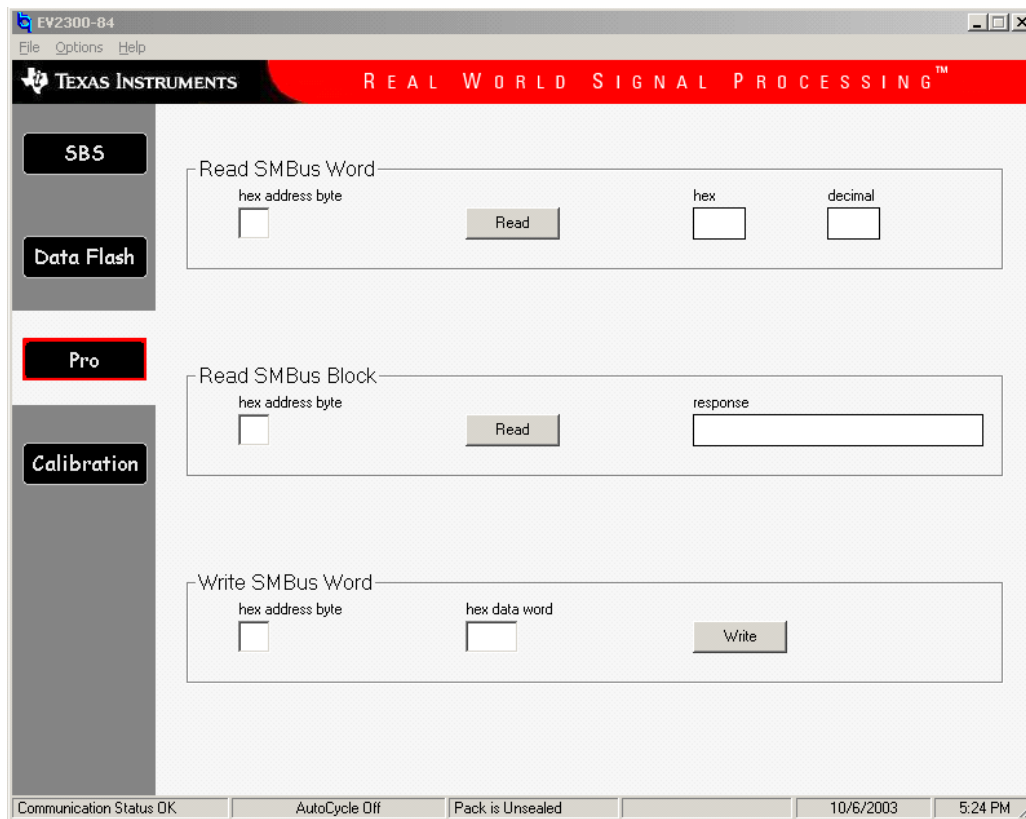 EV2300-84
File Options Help
TEXAS INSTRUMENTS REAL WORLD SIGNAL PROCESSING™
SBS
Data Flash
Pro
Calibration
Read SMBus Word
hex address byte hex decimal
Read
Read SMBus Block
hex address byte response
Read
Write SMBus Word
hex address byte hex data word
Write
Communication Status OK AutoCycle Off Pack is Unsealed 10/6/2003 5:24 PM